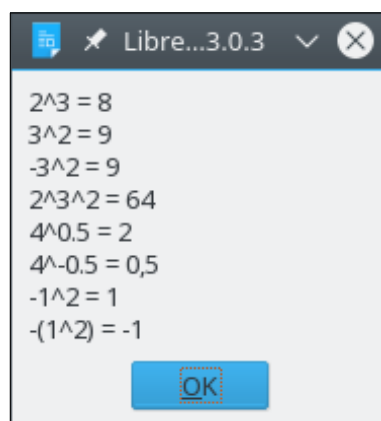 Libre...3.0.3
2^3 = 8
3^2 = 9
-3^2 = 9
2^3^2 = 64
4^0.5 = 2
4^-0.5 = 0,5
-1^2 = 1
-(1^2) = -1
OK